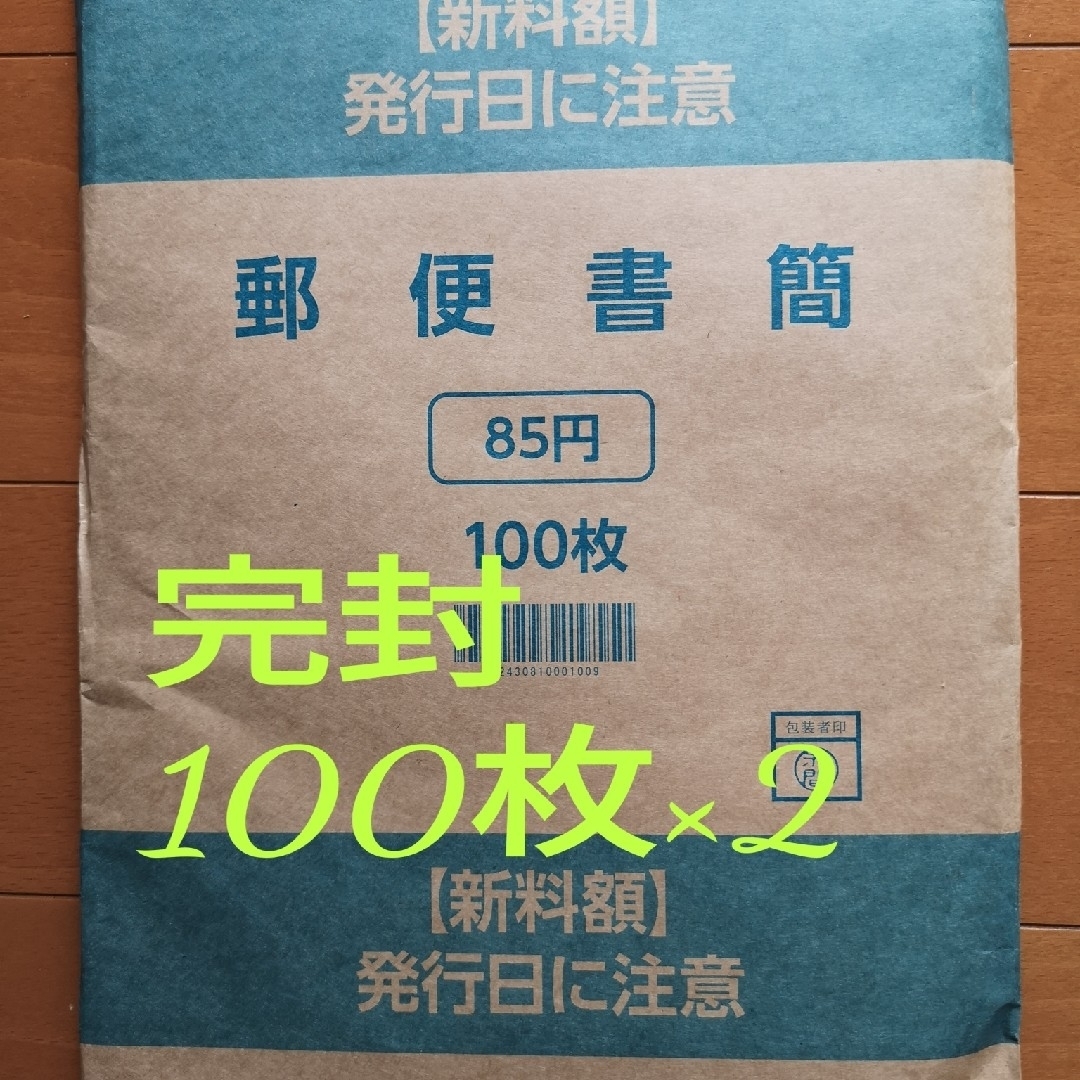 【新料額】
発行日に注意
郵便書簡
85円
100枚
完封
2430810001009
100枚×2
包装者印
【新料額】
発行日に注意